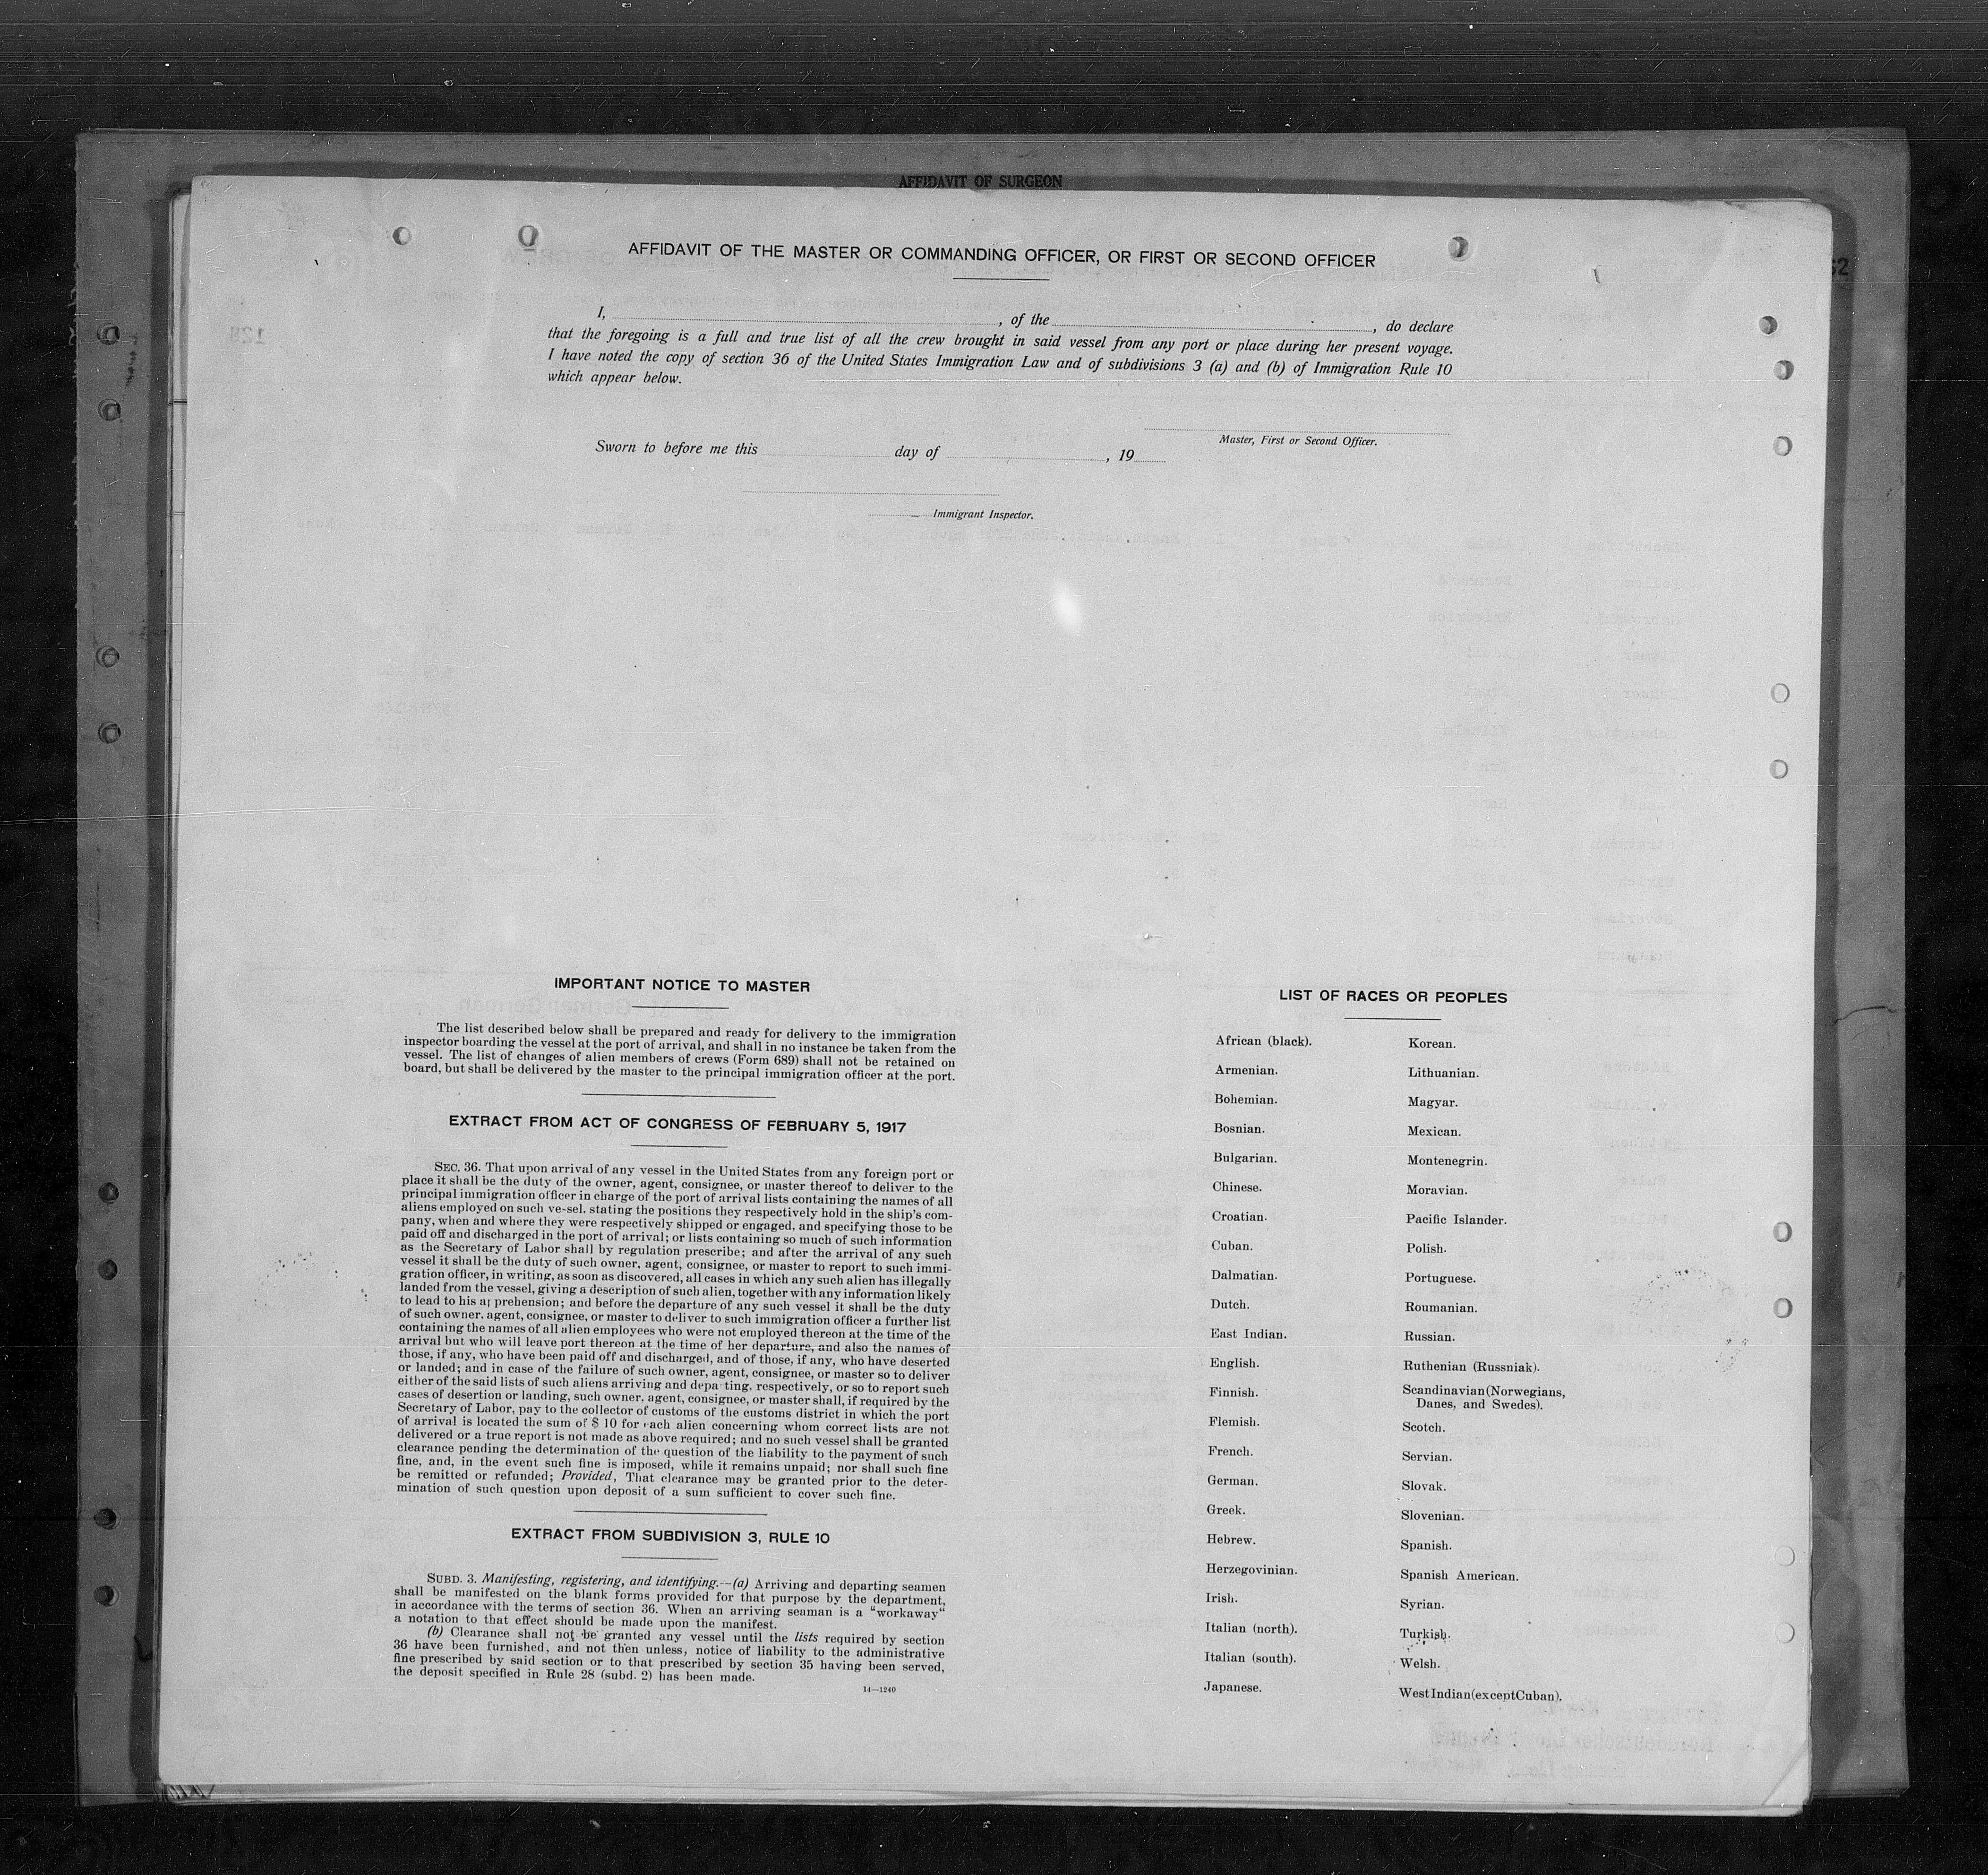 AFFIDAVIT OF SURGEON
AFFIDAVIT OF THE MASTER OR COMMANDING OFFICER, OR FIRST OR SECOND OFFICER
I, , of the , do declare
that the foregoing is a full and true list of all the crew brought in said vessel from any port or place during her present voyage.
I have noted the copy of section 36 of the United States Immigration Law and of subdivisions 3 (a) and (b) of Immigration Rule 10
which appear below.
Master, First or Second Officer.
Sworn to before me this day of , 19
Immigrant Inspector.
IMPORTANT NOTICE TO MASTER
The list described below shall be prepared and ready for delivery to the immigration
inspector boarding the vessel at the port of arrival, and shall in no instance be taken from the
vessel. The list of changes of alien members of crews (Form 689) shall not be retained on
board, but shall be delivered by the master to the principal immigration officer at the port.
EXTRACT FROM ACT OF CONGRESS OF FEBRUARY 5, 1917
SEC. 36. That upon arrival of any vessel in the United States from any foreign port or
place it shall be the duty of the owner, agent, consignee, or master thereof to deliver to the
principal immigration officer in charge of the port of arrival lists containing the names of all
aliens employed on such ve-sel, stating the positions they respectively hold in the ship's com-
pany, when and where they were respectively shipped or engaged, and specifying those to be
paid off and discharged in the port of arrival; or lists containing so much of such information
as the Secretary of Labor shall by regulation prescribe; and after the arrival of any such
vessel it shall be the duty of such owner, agent, consignee, or master to report to such immi-
gration officer, in writing, as soon as discovered, all cases in which any such alien has illegally
landed from the vessel, giving a description of such alien, together with any information likely
to lead to his apprehension; and before the departure of any such vessel it shall be the duty
of such owner, agent, consignee, or master to deliver to such immigration officer a further list
containing the names of all alien employees who were not employed thereon at the time of the
arrival but who will leave port thereon at the time of her departure, and also the names of
those, if any, who have been paid off and discharged, and of those, if any, who have deserted
or landed; and in case of the failure of such owner, agent, consignee, or master so to deliver
either of the said lists of such aliens arriving and depa ting, respectively, or so to report such
cases of desertion or landing, such owner, agent, consignee, or master shall, if required by the
Secretary of Labor, pay to the collector of customs of the customs district in which the port
of arrival is located the sum of $ 10 for each alien concerning whom correct lists are not
delivered or a true report is not made as above required; and no such vessel shall be granted
clearance pending the determination of the question of the liability to the payment of such
fine, and, in the event such fine is imposed, while it remains unpaid; nor shall such fine
be remitted or refunded; Provided, That clearance may be granted prior to the deter-
mination of such question upon deposit of a sum sufficient to cover such fine.
EXTRACT FROM SUBDIVISION 3, RULE 10
SUBD. 3. Manifesting, registering, and identifying.—(a) Arriving and departing seamen
shall be manifested on the blank forms provided for that purpose by the department,
in accordance with the terms of section 36. When an arriving seaman is a "workaway"
a notation to that effect should be made upon the manifest.
(b) Clearance shall not be granted any vessel until the lists required by section
36 have been furnished, and not then unless, notice of liability to the administrative
fine prescribed by said section or to that prescribed by section 35 having been served,
the deposit specified in Rule 28 (subd. 2) has been made.
14—1240
LIST OF RACES OR PEOPLES
African (black).
Armenian.
Bohemian.
Bosnian.
Bulgarian.
Chinese.
Croatian.
Cuban.
Dalmatian.
Dutch.
East Indian.
English.
Finnish.
Flemish.
French.
German.
Greek.
Hebrew.
Herzegovinian.
Irish.
Italian (north).
Italian (south).
Japanese.
Korean.
Lithuanian.
Magyar.
Mexican.
Montenegrin.
Moravian.
Pacific Islander.
Polish.
Portuguese.
Roumanian.
Russian.
Ruthenian (Russniak).
Scandinavian (Norwegians,
Danes, and Swedes).
Scotch.
Servian.
Slovak.
Slovenian.
Spanish.
Spanish American.
Syrian.
Turkish.
Welsh.
West Indian (except Cuban).